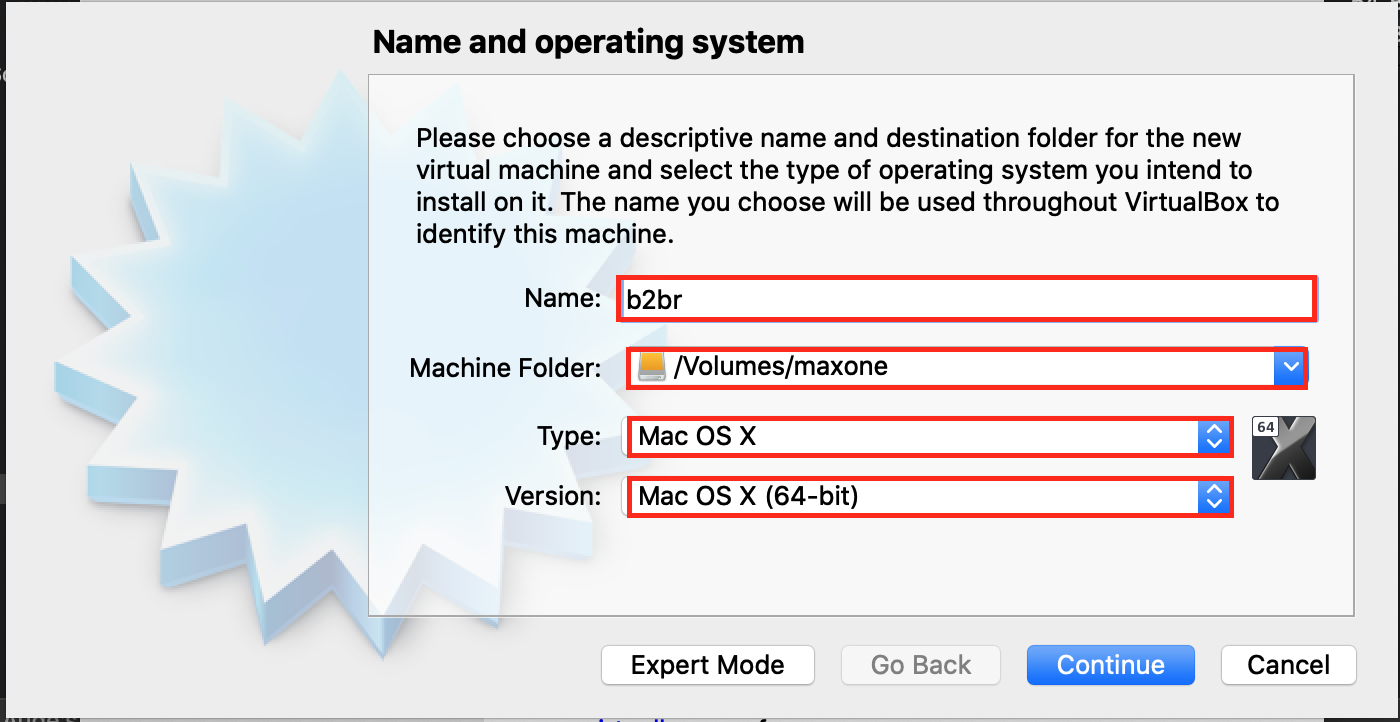 Name and operating system
Please choose a descriptive name and destination folder for the new
virtual machine and select the type of operating system you intend to
install on it. The name you choose will be used throughout VirtualBox to
identify this machine.
Name: b2br
Machine Folder: /Volumes/maxone
Type: Mac OS X
64
Version: Mac OS X (64-bit)
Expert Mode Go Back Continue Cancel